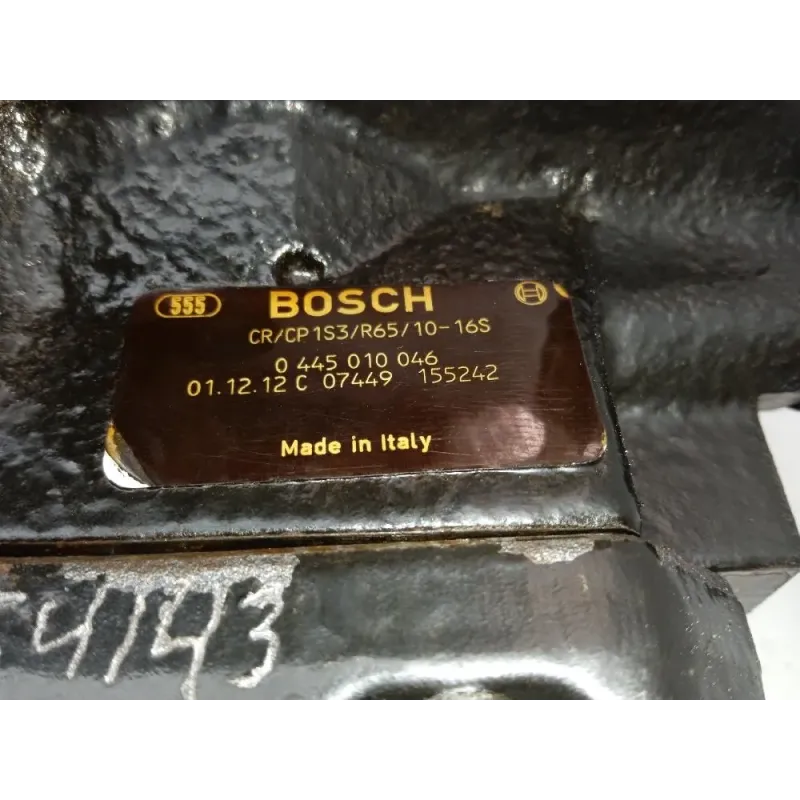 555 BOSCH
CR/CP1S3/R65/10-16S
0 445 010 046
01.12.12 C 07449 155242
Made in Italy
4143